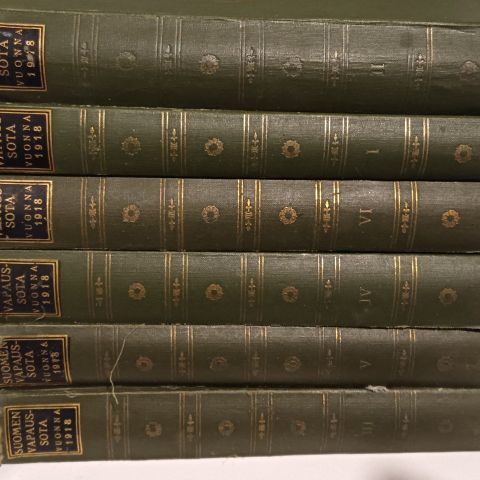 SOTA
VUONNA
1918
II
SOTA
VUONNA
1918
I
SOTA
VUONNA
1918
VI
VAPAUS-
SOTA
VUONNA
1918
IV
SUOMEN
VAPAUS-
SOTA
VUONNA
1918
V
SUOMEN
VAPAUS-
SOTA
VUONNA
1918
III